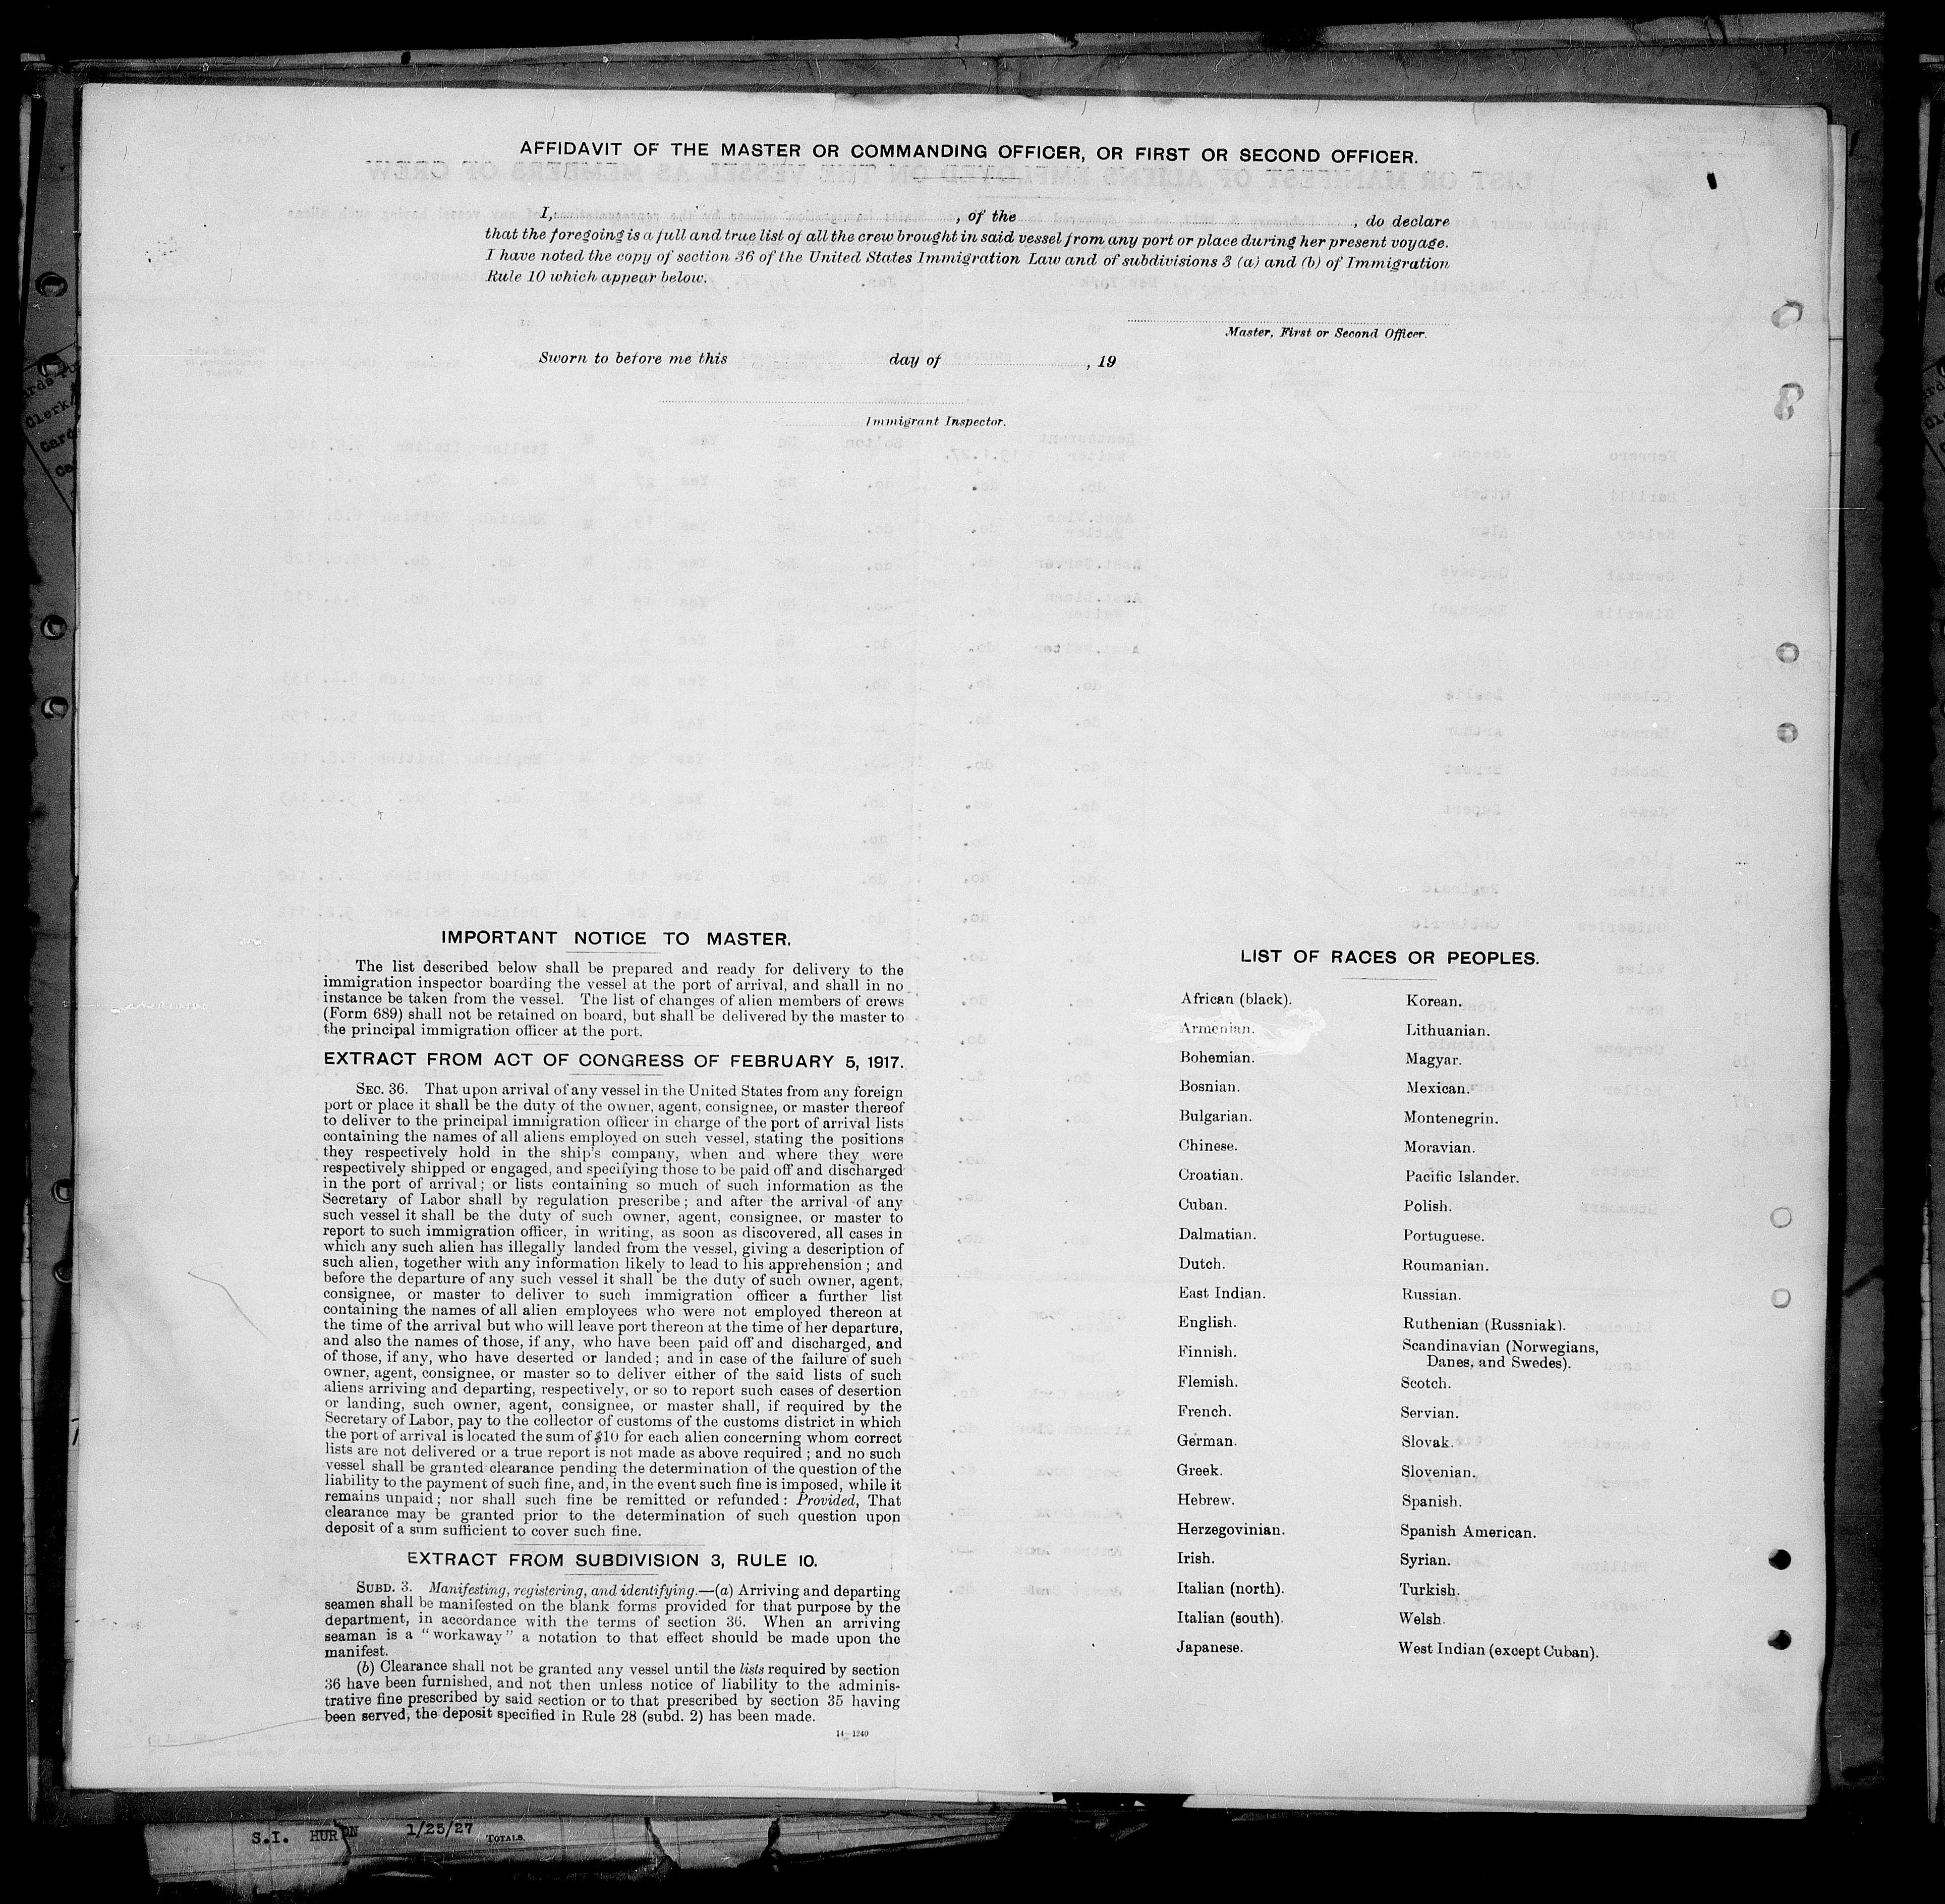 AFFIDAVIT OF THE MASTER OR COMMANDING OFFICER, OR FIRST OR SECOND OFFICER.
I, , of the , do declare
that the foregoing is a full and true list of all the crew brought in said vessel from any port or place during her present voyage.
I have noted the copy of section 36 of the United States Immigration Law and of subdivisions 3 (a) and (b) of Immigration
Rule 10 which appear below.
Master, First or Second Officer.
Sworn to before me this day of , 19
Immigrant Inspector.
IMPORTANT NOTICE TO MASTER.
The list described below shall be prepared and ready for delivery to the
immigration inspector boarding the vessel at the port of arrival, and shall in no
instance be taken from the vessel. The list of changes of alien members of crews
(Form 689) shall not be retained on board, but shall be delivered by the master to
the principal immigration officer at the port.
EXTRACT FROM ACT OF CONGRESS OF FEBRUARY 5, 1917.
SEC. 36. That upon arrival of any vessel in the United States from any foreign
port or place it shall be the duty of the owner, agent, consignee, or master thereof
to deliver to the principal immigration officer in charge of the port of arrival lists
containing the names of all aliens employed on such vessel, stating the positions
they respectively hold in the ship's company, when and where they were
respectively shipped or engaged, and specifying those to be paid off and discharged
in the port of arrival; or lists containing so much of such information as the
Secretary of Labor shall by regulation prescribe; and after the arrival of any
such vessel it shall be the duty of such owner, agent, consignee, or master to
report to such immigration officer, in writing, as soon as discovered, all cases in
which any such alien has illegally landed from the vessel, giving a description of
such alien, together with any information likely to lead to his apprehension; and
before the departure of any such vessel it shall be the duty of such owner, agent,
consignee, or master to deliver to such immigration officer a further list
containing the names of all alien employees who were not employed thereon at
the time of the arrival but who will leave port thereon at the time of her departure,
and also the names of those, if any, who have been paid off and discharged, and
of those, if any, who have deserted or landed; and in case of the failure of such
owner, agent, consignee, or master so to deliver either of the said lists of such
aliens arriving and departing, respectively, or so to report such cases of desertion
or landing, such owner, agent, consignee, or master shall, if required by the
Secretary of Labor, pay to the collector of customs of the customs district in which
the port of arrival is located the sum of $10 for each alien concerning whom correct
lists are not delivered or a true report is not made as above required; and no such
vessel shall be granted clearance pending the determination of the question of the
liability to the payment of such fine, and, in the event such fine is imposed, while it
remains unpaid; nor shall such fine be remitted or refunded: Provided, That
clearance may be granted prior to the determination of such question upon
deposit of a sum sufficient to cover such fine.
EXTRACT FROM SUBDIVISION 3, RULE 10.
SUBD. 3. Manifesting, registering, and identifying.—(a) Arriving and departing
seamen shall be manifested on the blank forms provided for that purpose by the
department, in accordance with the terms of section 36. When an arriving
seaman is a "workaway" a notation to that effect should be made upon the
manifest.
(b) Clearance shall not be granted any vessel until the lists required by section
36 have been furnished, and not then unless notice of liability to the adminis-
trative fine prescribed by said section or to that prescribed by section 35 having
been served, the deposit specified in Rule 28 (subd. 2) has been made.
14—1240
LIST OF RACES OR PEOPLES.
African (black).
Armenian.
Bohemian.
Bosnian.
Bulgarian.
Chinese.
Croatian.
Cuban.
Dalmatian.
Dutch.
East Indian.
English.
Finnish.
Flemish.
French.
German.
Greek.
Hebrew.
Herzegovinian.
Irish.
Italian (north).
Italian (south).
Japanese.
Korean.
Lithuanian.
Magyar.
Mexican.
Montenegrin.
Moravian.
Pacific Islander.
Polish.
Portuguese.
Roumanian.
Russian.
Ruthenian (Russniak).
Scandinavian (Norwegians,
Danes, and Swedes).
Scotch.
Servian.
Slovak.
Slovenian.
Spanish.
Spanish American.
Syrian.
Turkish.
Welsh.
West Indian (except Cuban).
S.I. HURON 1/25/27 TOTALS